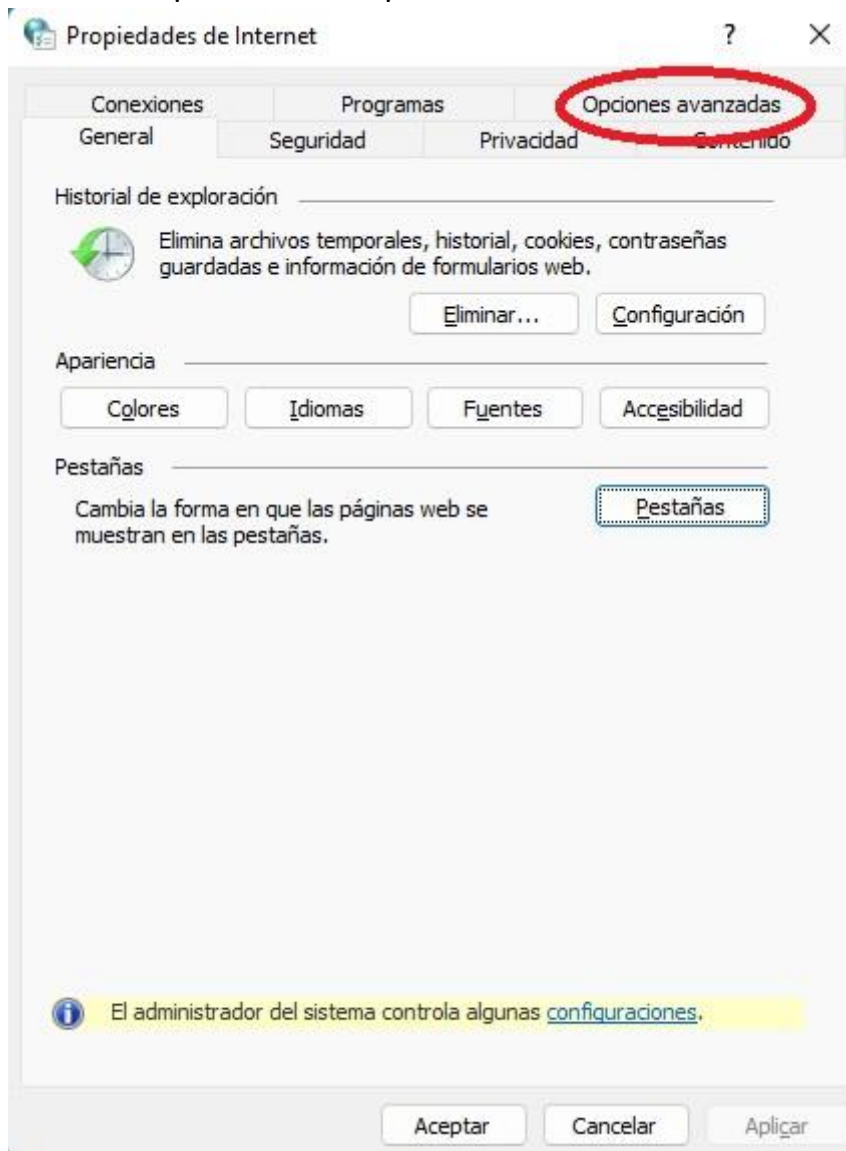 Propiedades de Internet ? ×
Conexiones Programas Opciones avanzadas
General Seguridad Privacidad Contenido
Historial de exploración
Elimina archivos temporales, historial, cookies, contraseñas
guardadas e información de formularios web.
Eliminar... Configuración
Apariencia
Colores Idiomas Fuentes Accesibilidad
Pestañas
Cambia la forma en que las páginas web se
muestran en las pestañas.
Pestañas
El administrador del sistema controla algunas configuraciones.
Aceptar Cancelar Aplicar